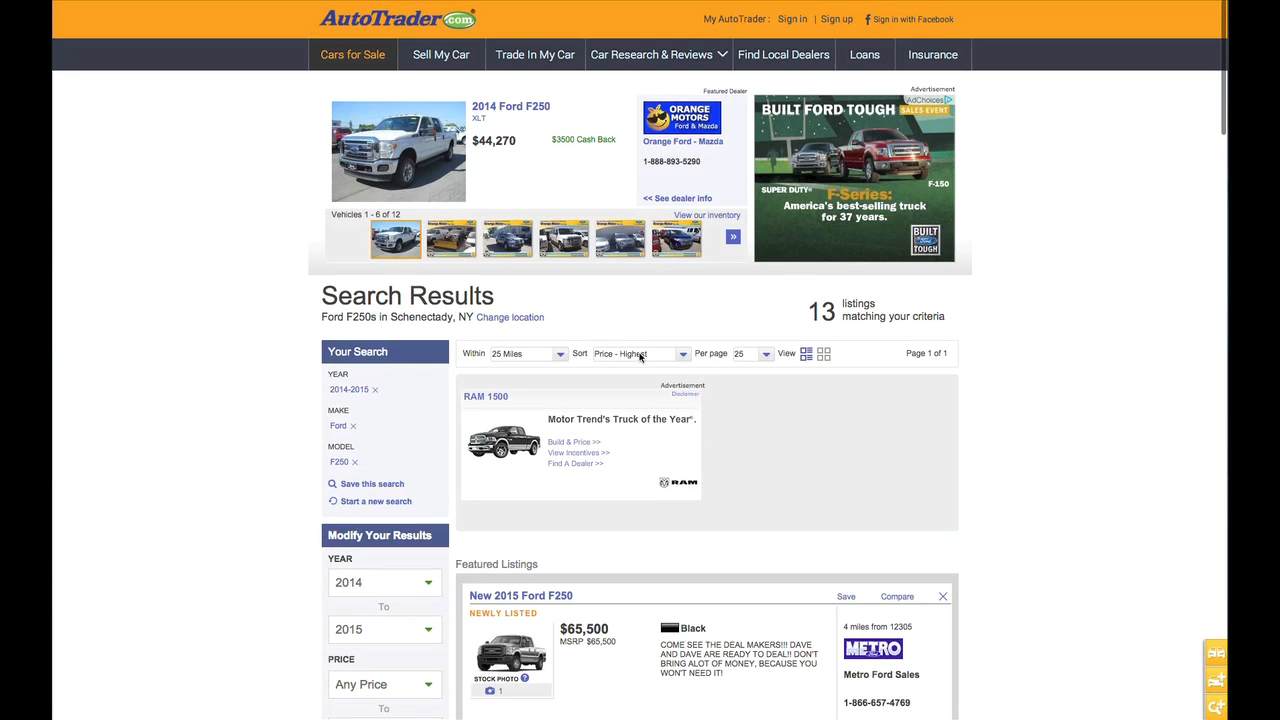 AutoTrader.com
My AutoTrader : Sign in | Sign up Sign in with Facebook
Cars for Sale Sell My Car Trade In My Car Car Research & Reviews Find Local Dealers Loans Insurance
2014 Ford F250
XLT
$44,270
$3500 Cash Back
Featured Dealer
ORANGE
MOTORS
Ford & Mazda
Orange Ford - Mazda
1-888-893-5290
<< See dealer info
Vehicles 1 - 6 of 12
View our inventory
»
Advertisement
AdChoices
BUILT FORD TOUGH
SALES EVENT
F-150
SUPER DUTY®
F-Series:
America's best-selling truck
for 37 years.
BUILT
Ford
TOUGH
Search Results
Ford F250s in Schenectady, NY Change location
13 listings
matching your criteria
Your Search
YEAR
2014-2015
MAKE
Ford
MODEL
F250
Save this search
Start a new search
Modify Your Results
YEAR
2014
To
2015
PRICE
Any Price
To
Within 25 Miles Sort Price - Highest Per page 25 View Page 1 of 1
Advertisement
Disclaimer
RAM 1500
Motor Trend's Truck of the Year®.
Build & Price >>
View Incentives >>
Find A Dealer >>
RAM
Featured Listings
New 2015 Ford F250
Save Compare
NEWLY LISTED
$65,500
MSRP $65,500
STOCK PHOTO ?
1
Black
COME SEE THE DEAL MAKERS!!! DAVE
AND DAVE ARE READY TO DEAL!! DON'T
BRING ALOT OF MONEY, BECAUSE YOU
WON'T NEED IT!
4 miles from 12305
METRO
Metro Ford Sales
1-866-657-4769